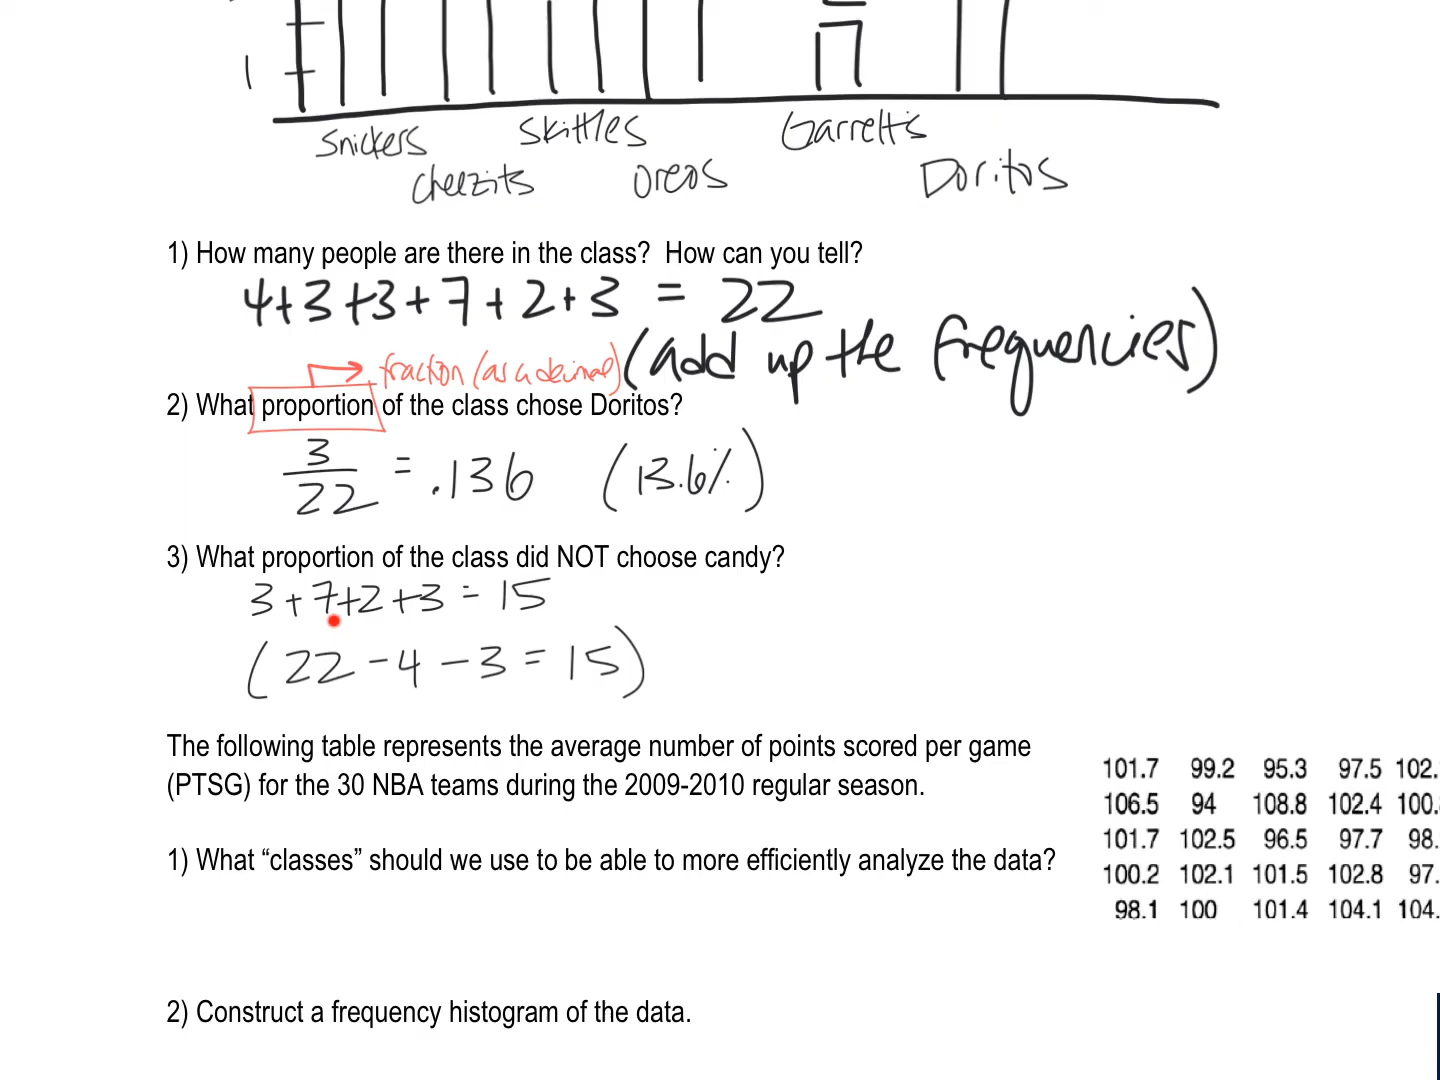 1
Snickers
Cheezits
Skittles
Oreos
Garrett's
Doritos
1) How many people are there in the class? How can you tell?
4+3+3+7+2+3 = 22
(add up the frequencies)
fraction (as a decimal)
2) What proportion of the class chose Doritos?
3/22 = .136 (13.6%)
3) What proportion of the class did NOT choose candy?
3+7+2+3 = 15
(22-4-3=15)
The following table represents the average number of points scored per game
(PTSG) for the 30 NBA teams during the 2009-2010 regular season.
101.7 99.2 95.3 97.5 102.
106.5 94 108.8 102.4 100.
101.7 102.5 96.5 97.7 98.
100.2 102.1 101.5 102.8 97.
98.1 100 101.4 104.1 104.
1) What “classes” should we use to be able to more efficiently analyze the data?
2) Construct a frequency histogram of the data.